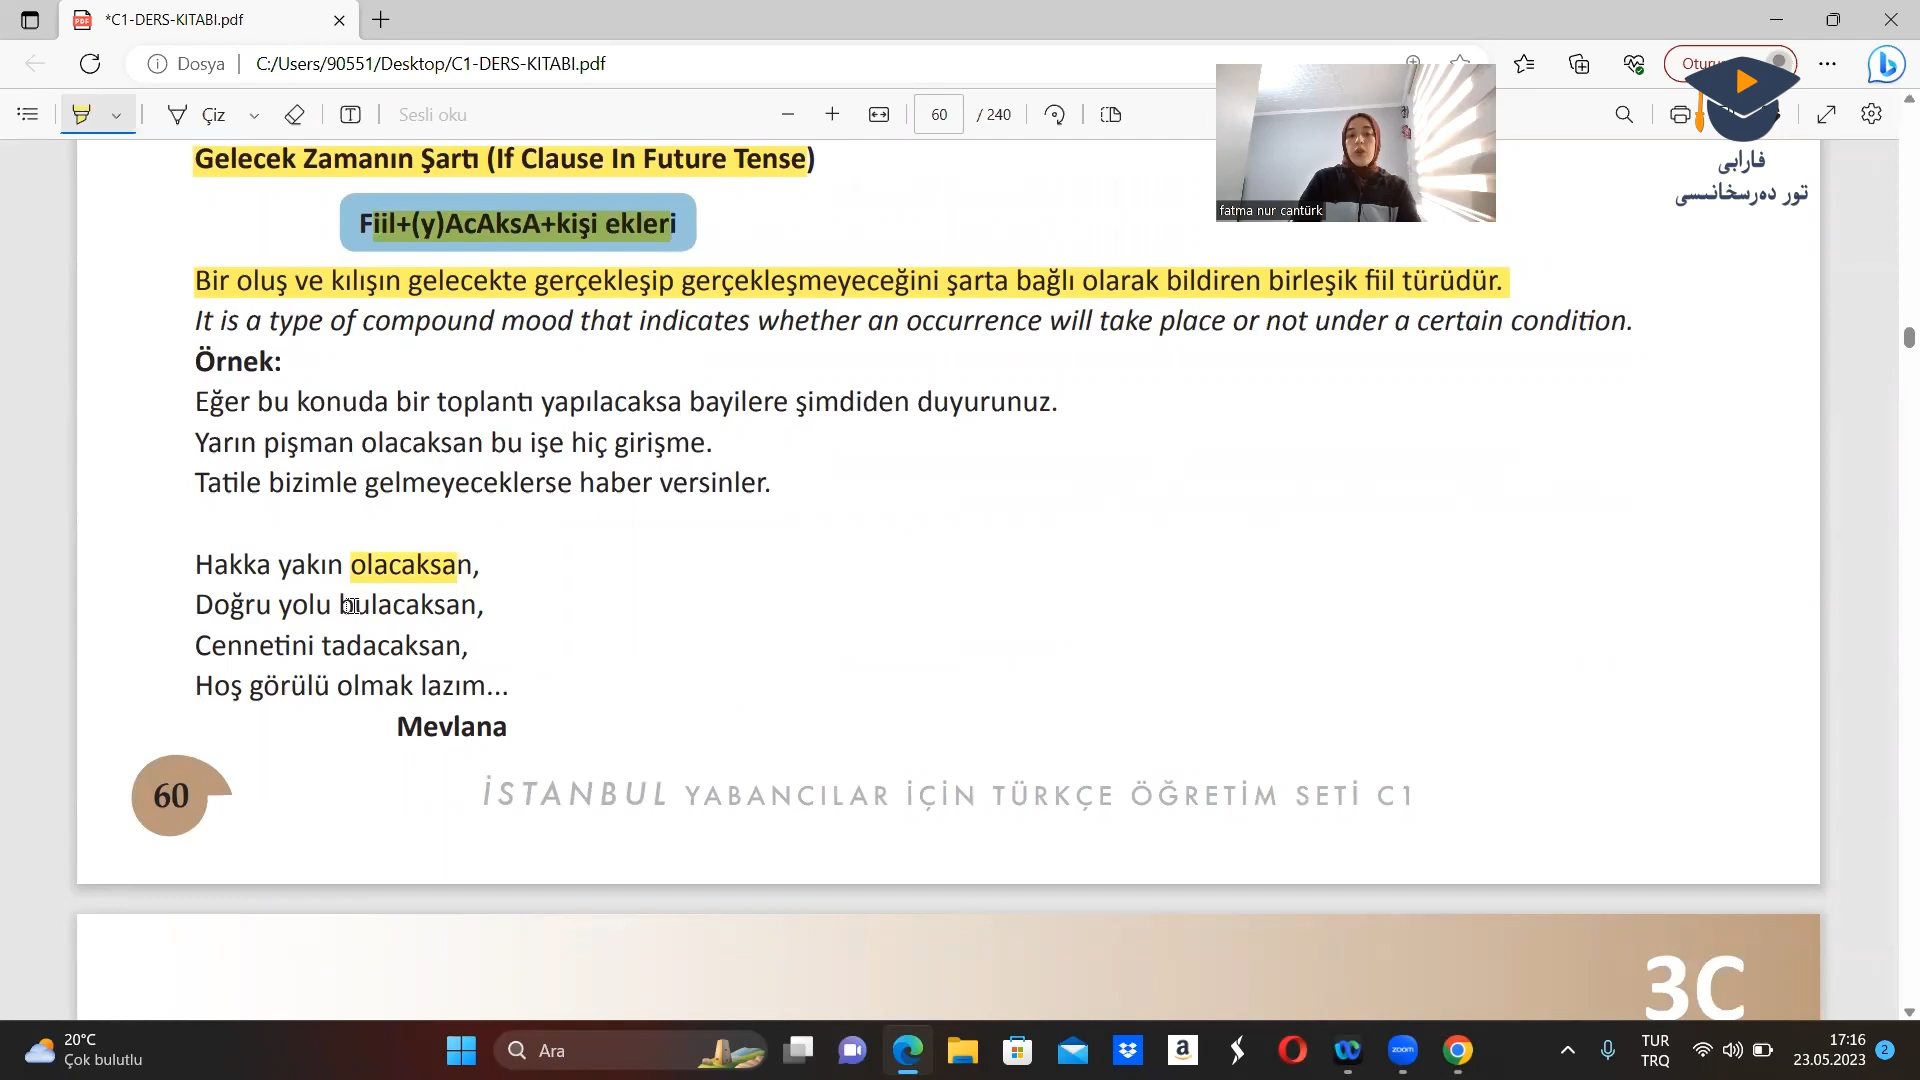 *C1-DERS-KITABI.pdf
Dosya
C:/Users/90551/Desktop/C1-DERS-KITABI.pdf
Çiz
Sesli oku
60
/ 240
فارابى
تور دەرسخانىسى
fatma nur cantürk
Gelecek Zamanın Şartı (If Clause In Future Tense)
Fiil+(y)AcAksA+kişi ekleri
Bir oluş ve kılışın gelecekte gerçekleşip gerçekleşmeyeceğini şarta bağlı olarak bildiren birleşik fiil türüdür.
It is a type of compound mood that indicates whether an occurrence will take place or not under a certain condition.
Örnek:
Eğer bu konuda bir toplantı yapılacaksa bayilere şimdiden duyurunuz.
Yarın pişman olacaksan bu işe hiç girişme.
Tatile bizimle gelmeyeceklerse haber versinler.
Hakka yakın olacaksan,
Doğru yolu bulacaksan,
Cennetini tadacaksan,
Hoş görülü olmak lazım...
Mevlana
60
İSTANBUL YABANCILAR İÇİN TÜRKÇE ÖĞRETİM SETİ C1
3C
20°C
Çok bulutlu
Ara
zoom
TUR
TRQ
17:16
23.05.2023
2